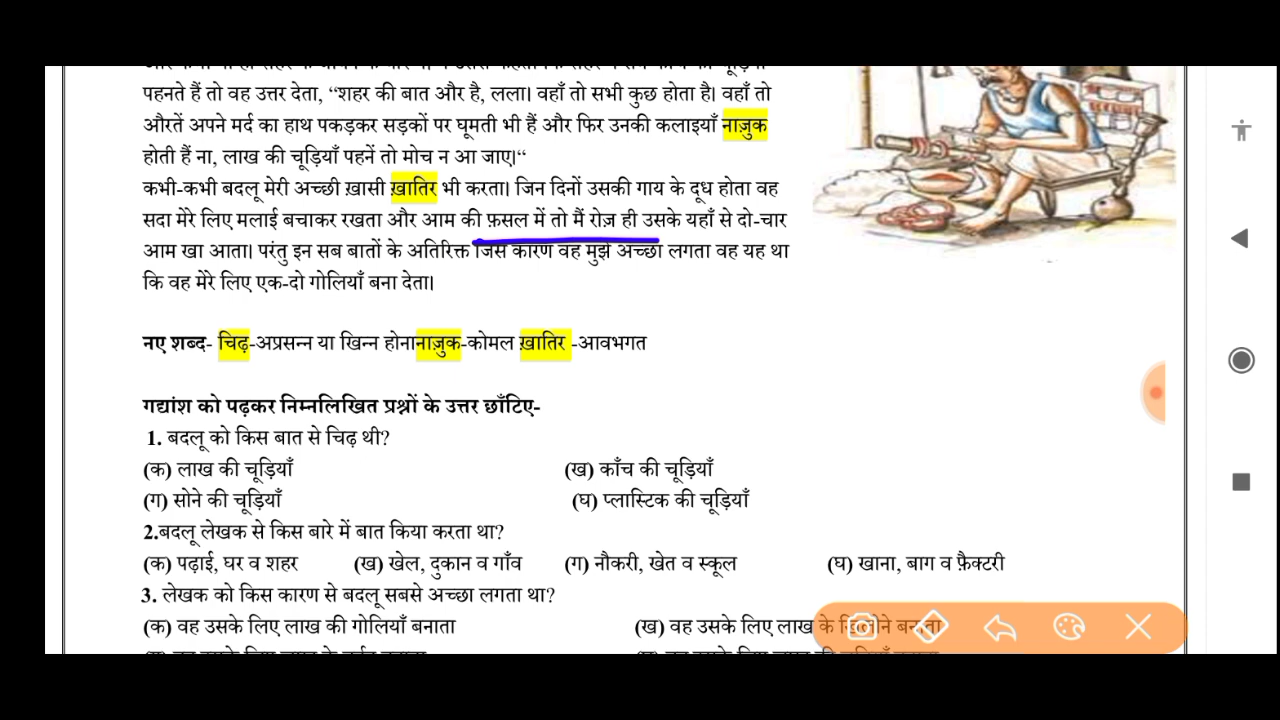 पहनते हैं तो वह उत्तर देता, “शहर की बात और है, लला। वहाँ तो सभी कुछ होता है। वहाँ तो
औरतें अपने मर्द का हाथ पकड़कर सड़कों पर घूमती भी हैं और फिर उनकी कलाइयाँ नाज़ुक
होती हैं ना, लाख की चूड़ियाँ पहनें तो मोच न आ जाए।“
कभी-कभी बदलू मेरी अच्छी ख़ासी ख़ातिर भी करता। जिन दिनों उसकी गाय के दूध होता वह
सदा मेरे लिए मलाई बचाकर रखता और आम की फ़सल में तो मैं रोज़ ही उसके यहाँ से दो-चार
आम खा आता। परंतु इन सब बातों के अतिरिक्त जिस कारण वह मुझे अच्छा लगता वह यह था
कि वह मेरे लिए एक-दो गोलियाँ बना देता।
नए शब्द- चिढ़-अप्रसन्न या खिन्न होनानाज़ुक-कोमल ख़ातिर -आवभगत
गद्यांश को पढ़कर निम्नलिखित प्रश्नों के उत्तर छाँटिए-
1. बदलू को किस बात से चिढ़ थी?
(क) लाख की चूड़ियाँ (ख) काँच की चूड़ियाँ
(ग) सोने की चूड़ियाँ (घ) प्लास्टिक की चूड़ियाँ
2.बदलू लेखक से किस बारे में बात किया करता था?
(क) पढ़ाई, घर व शहर (ख) खेल, दुकान व गाँव (ग) नौकरी, खेत व स्कूल (घ) खाना, बाग व फ़ैक्टरी
3. लेखक को किस कारण से बदलू सबसे अच्छा लगता था?
(क) वह उसके लिए लाख की गोलियाँ बनाता (ख) वह उसके लिए लाख के खिलौने बनाता